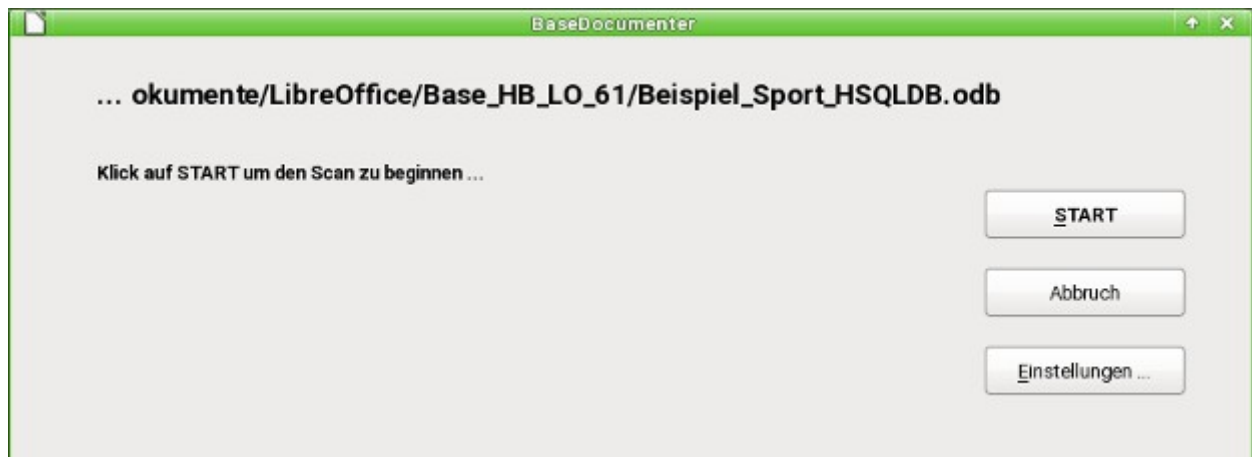 BaseDocumenter
... okumente/LibreOffice/Base_HB_LO_61/Beispiel_Sport_HSQLDB.odb
Klick auf START um den Scan zu beginnen ...
START
Abbruch
Einstellungen ...